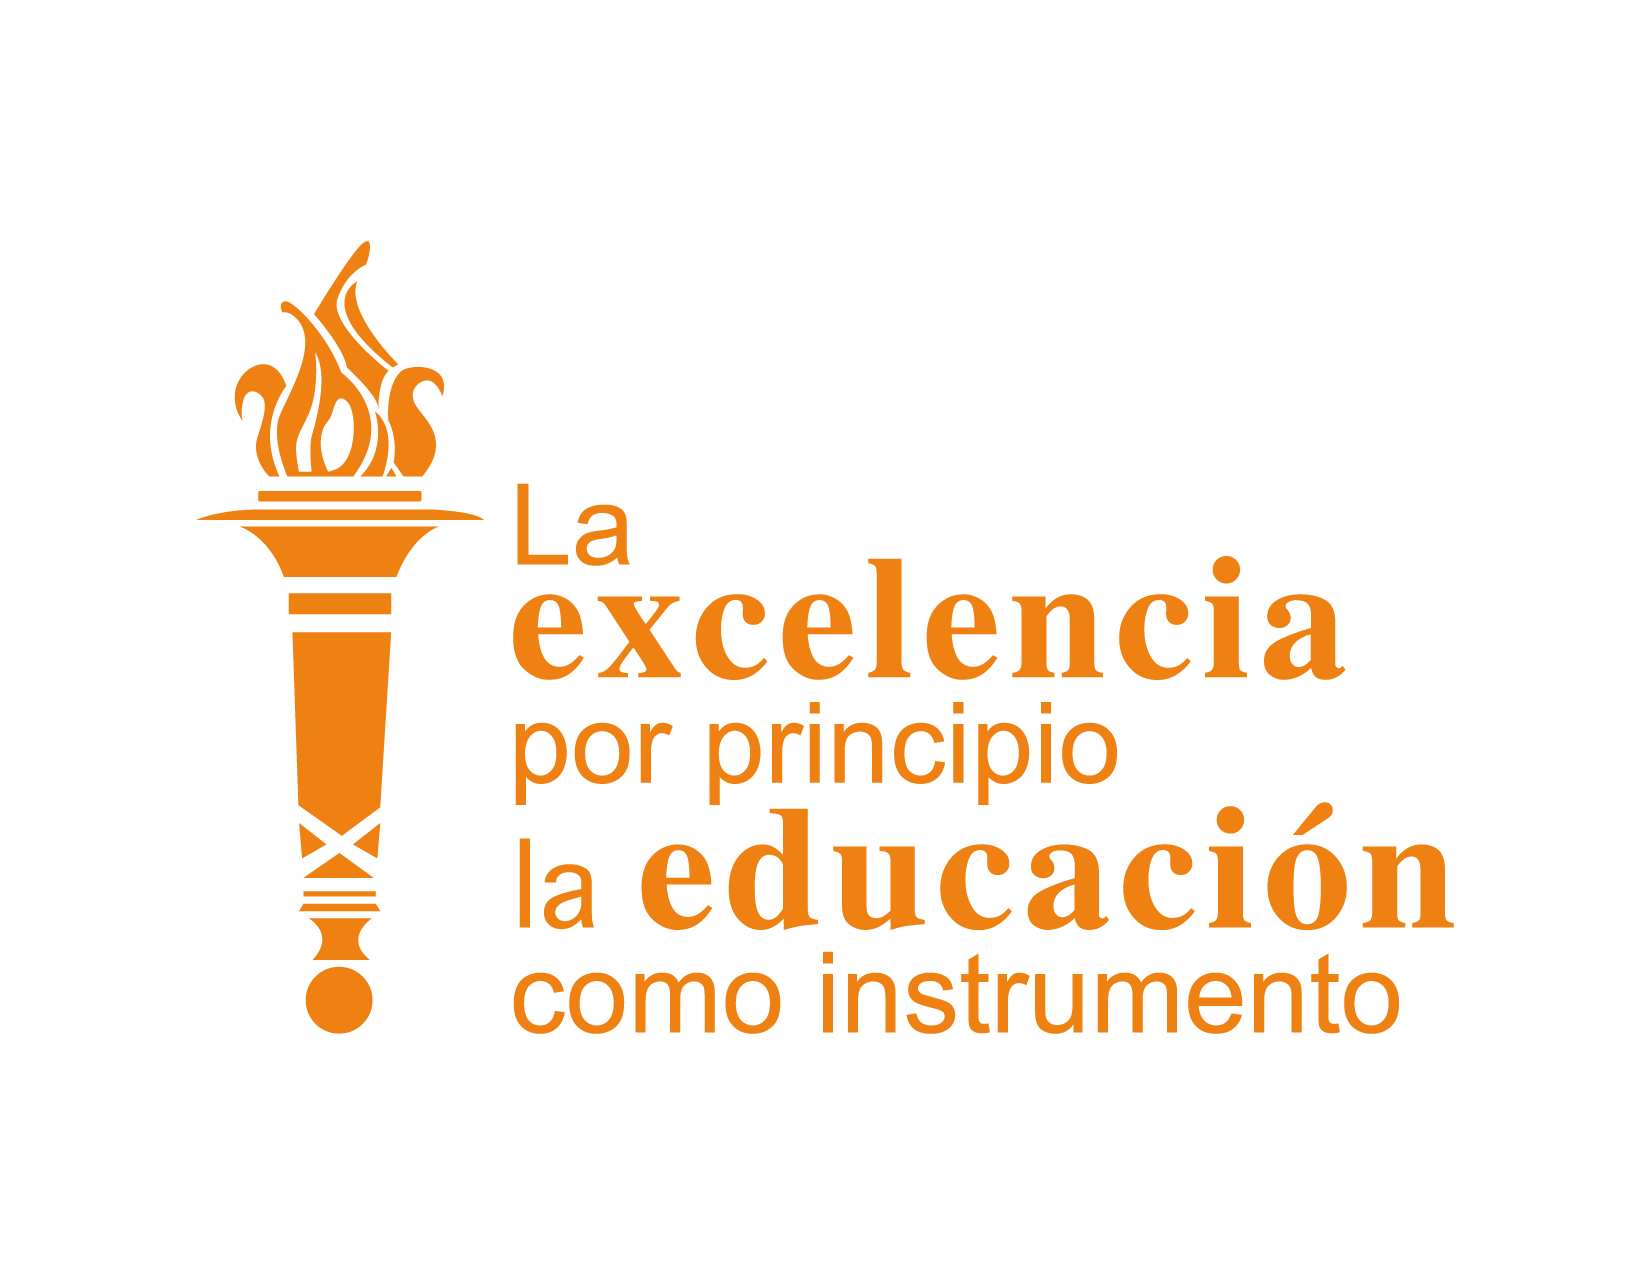 La
excelencia
por principio
la educación
como instrumento